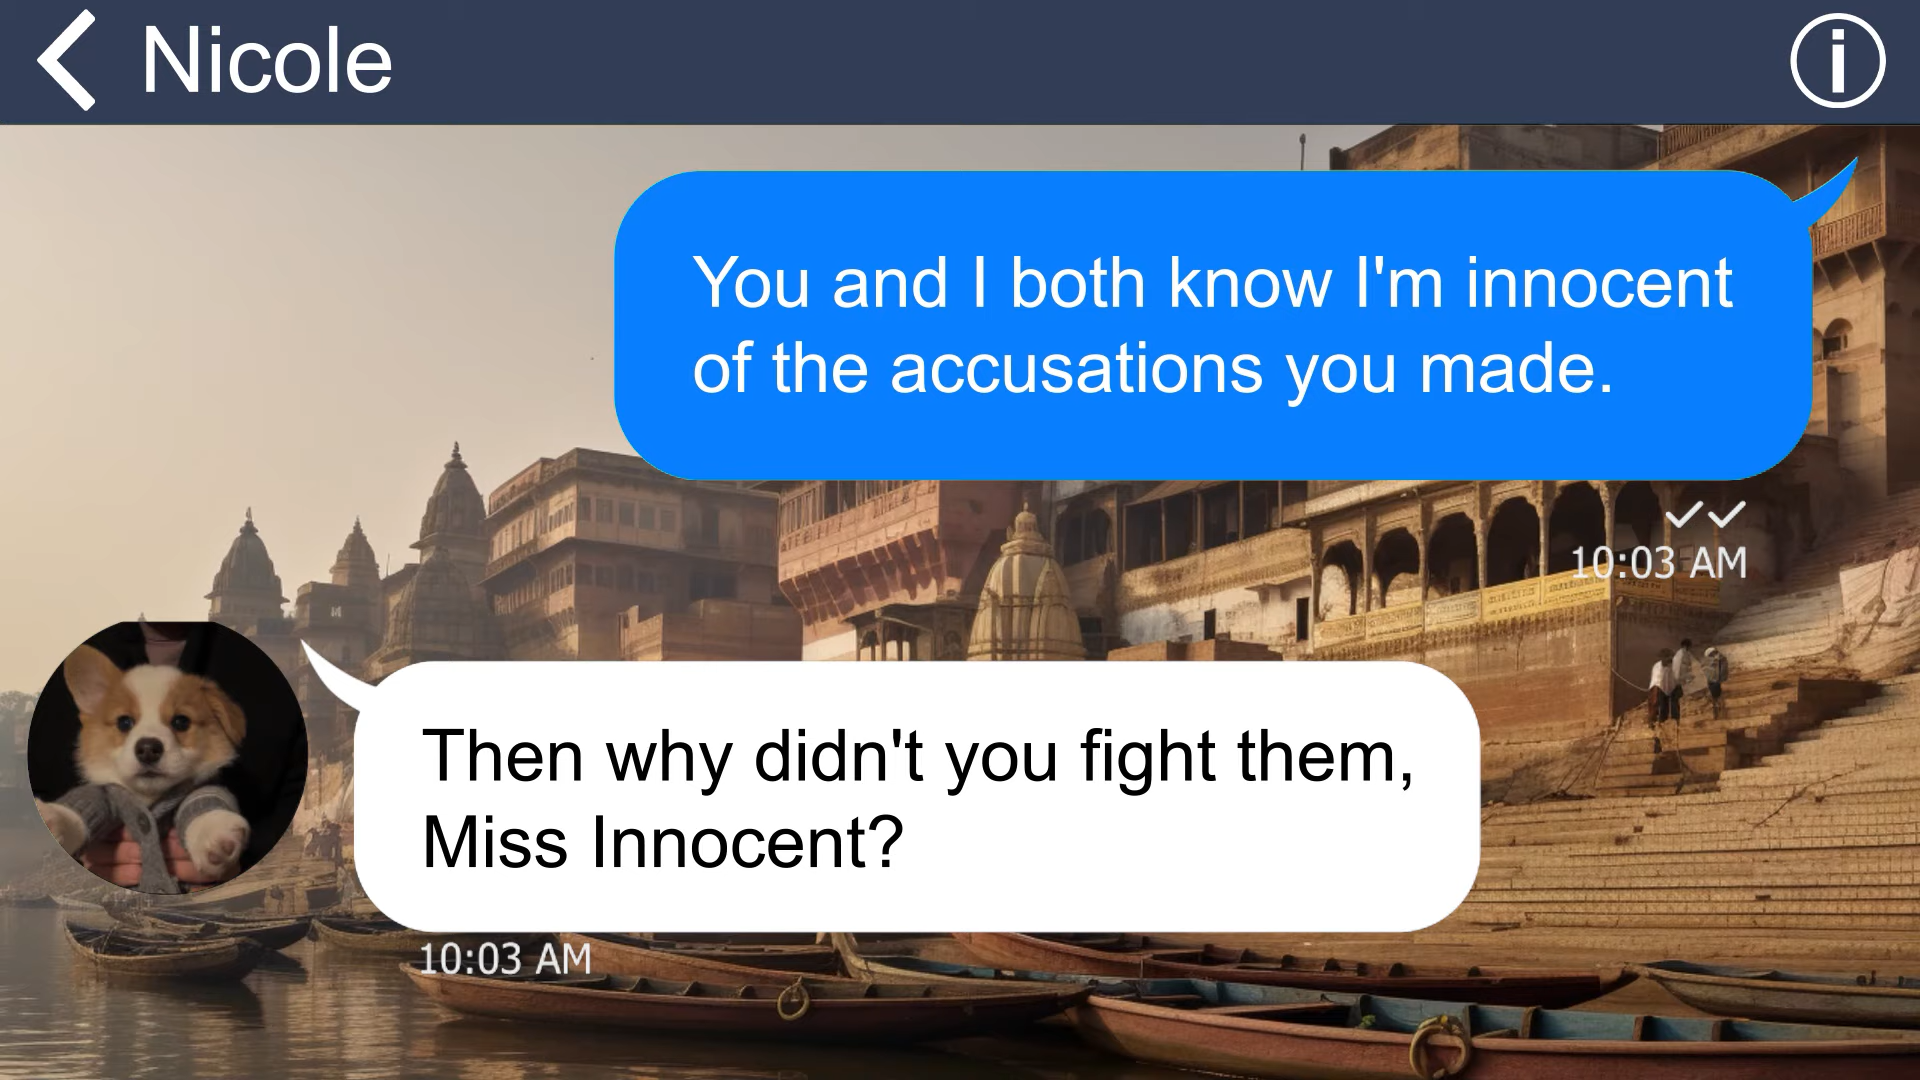 Nicole
You and I both know I'm innocent
of the accusations you made.
10:03 AM
Then why didn't you fight them,
Miss Innocent?
10:03 AM